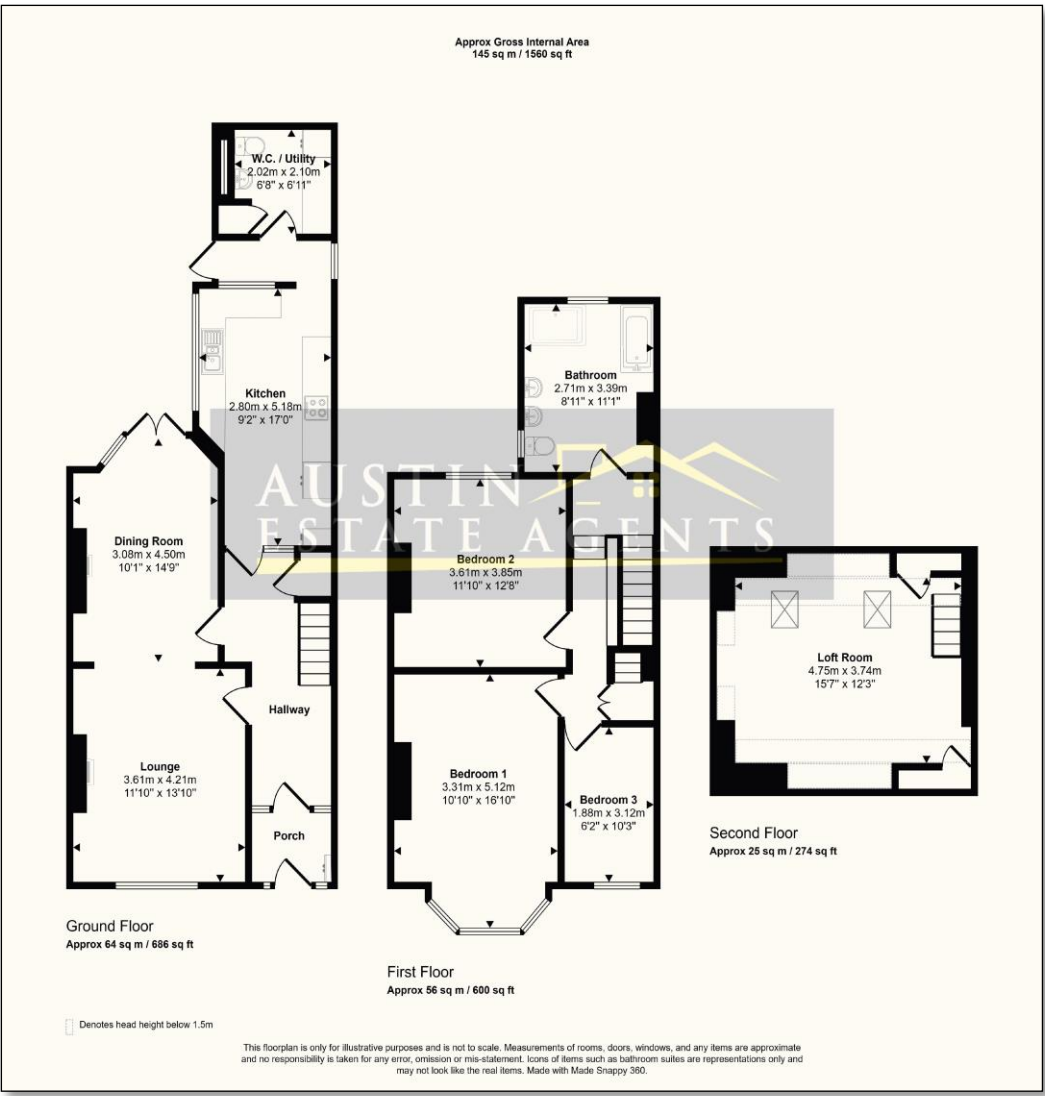 Approx Gross Internal Area
145 sq m / 1560 sq ft
W.C. / Utility
2.02m x 2.10m
6'8" x 6'11"
Kitchen
2.80m x 5.18m
9'2" x 17'0"
Dining Room
3.08m x 4.50m
10'1" x 14'9"
Hallway
Lounge
3.61m x 4.21m
11'10" x 13'10"
Porch
Ground Floor
Approx 64 sq m / 686 sq ft
Bathroom
2.71m x 3.39m
8'11" x 11'1"
AUSTIN
ESTATE AGENTS
Bedroom 2
3.61m x 3.85m
11'10" x 12'8"
Bedroom 1
3.31m x 5.12m
10'10" x 16'10"
Bedroom 3
1.88m x 3.12m
6'2" x 10'3"
First Floor
Approx 56 sq m / 600 sq ft
Loft Room
4.75m x 3.74m
15'7" x 12'3"
Second Floor
Approx 25 sq m / 274 sq ft
Denotes head height below 1.5m
This floorplan is only for illustrative purposes and is not to scale. Measurements of rooms, doors, windows, and any items are approximate
and no responsibility is taken for any error, omission or mis-statement. Icons of items such as bathroom suites are representations only and
may not look like the real items. Made with Made Snappy 360.